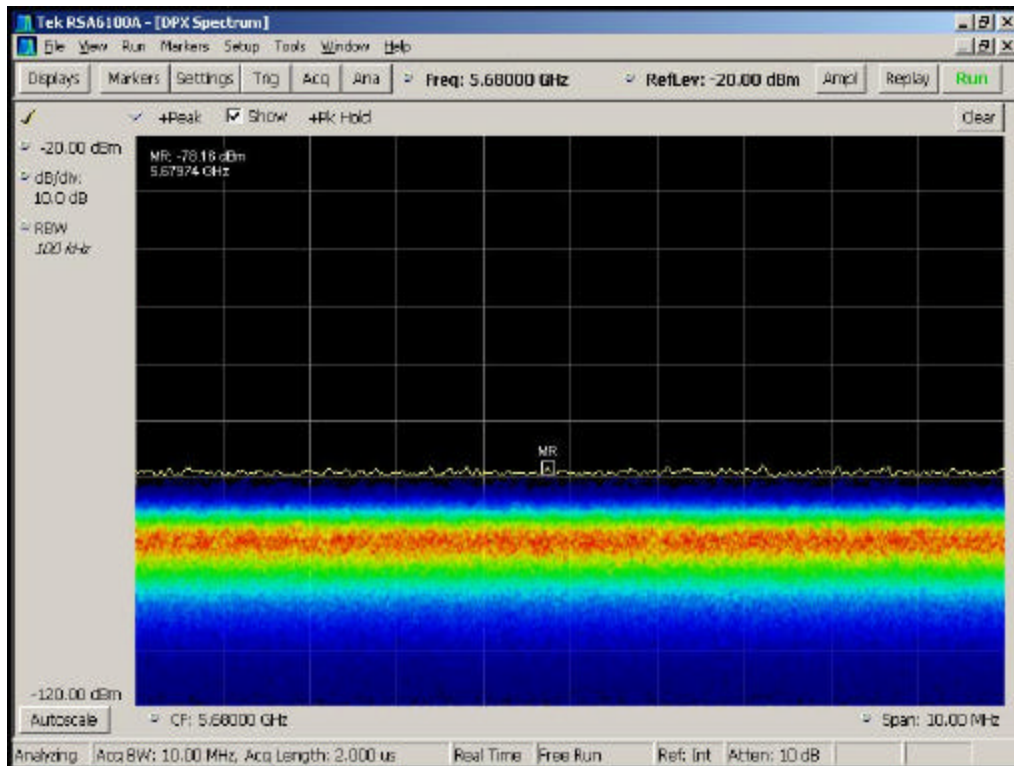 Tek RSA6100A - [DPX Spectrum]
File View Run Markers Setup Tools Window Help
Displays Markers Settings Trig Acq Ana Freq: 5.68000 GHz RefLev: -20.00 dBm Ampl Replay Run
+Peak Show +Pk Hold Clear
-20.00 dBm
dB/div:
10.0 dB
RBW
100 kHz
MR: -78.16 dBm
5.67974 GHz
MR
-120.00 dBm
Autoscale CF: 5.68000 GHz Span: 10.00 MHz
Analyzing Acq BW: 10.00 MHz, Acq Length: 2.000 us Real Time Free Run Ref: Int Atten: 10 dB